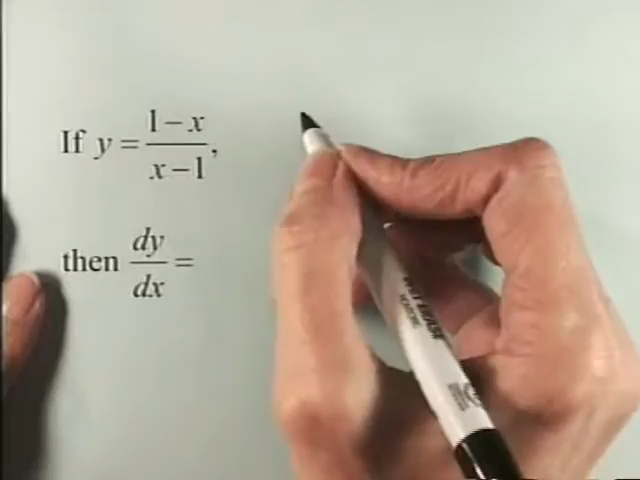 If y = (1 - x)/(x - 1),
then dy/dx =